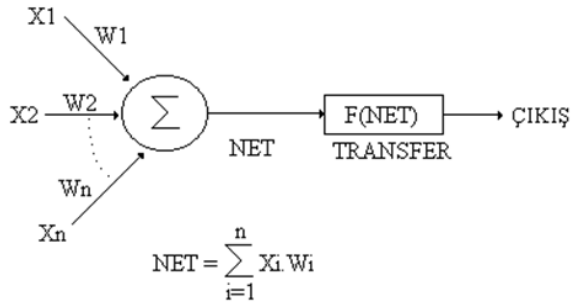 X1
W1
X2 W2 Σ F(NET) ÇIKIŞ
NET TRANSFER
Wn
Xn
n
NET = ∑ Xi.Wi
i=1